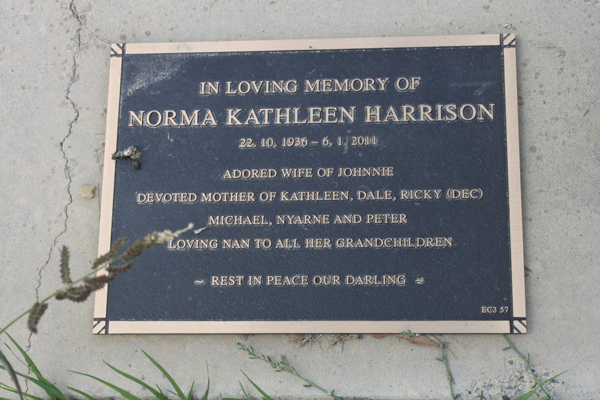 IN LOVING MEMORY OF
NORMA KATHLEEN HARRISON
22. 10. 1936 – 6. 1. 2011
ADORED WIFE OF JOHNNIE
DEVOTED MOTHER OF KATHLEEN, DALE, RICKY (DEC)
MICHAEL, NYARNE AND PETER
LOVING NAN TO ALL HER GRANDCHILDREN
~ REST IN PEACE OUR DARLING ~
EG3 57